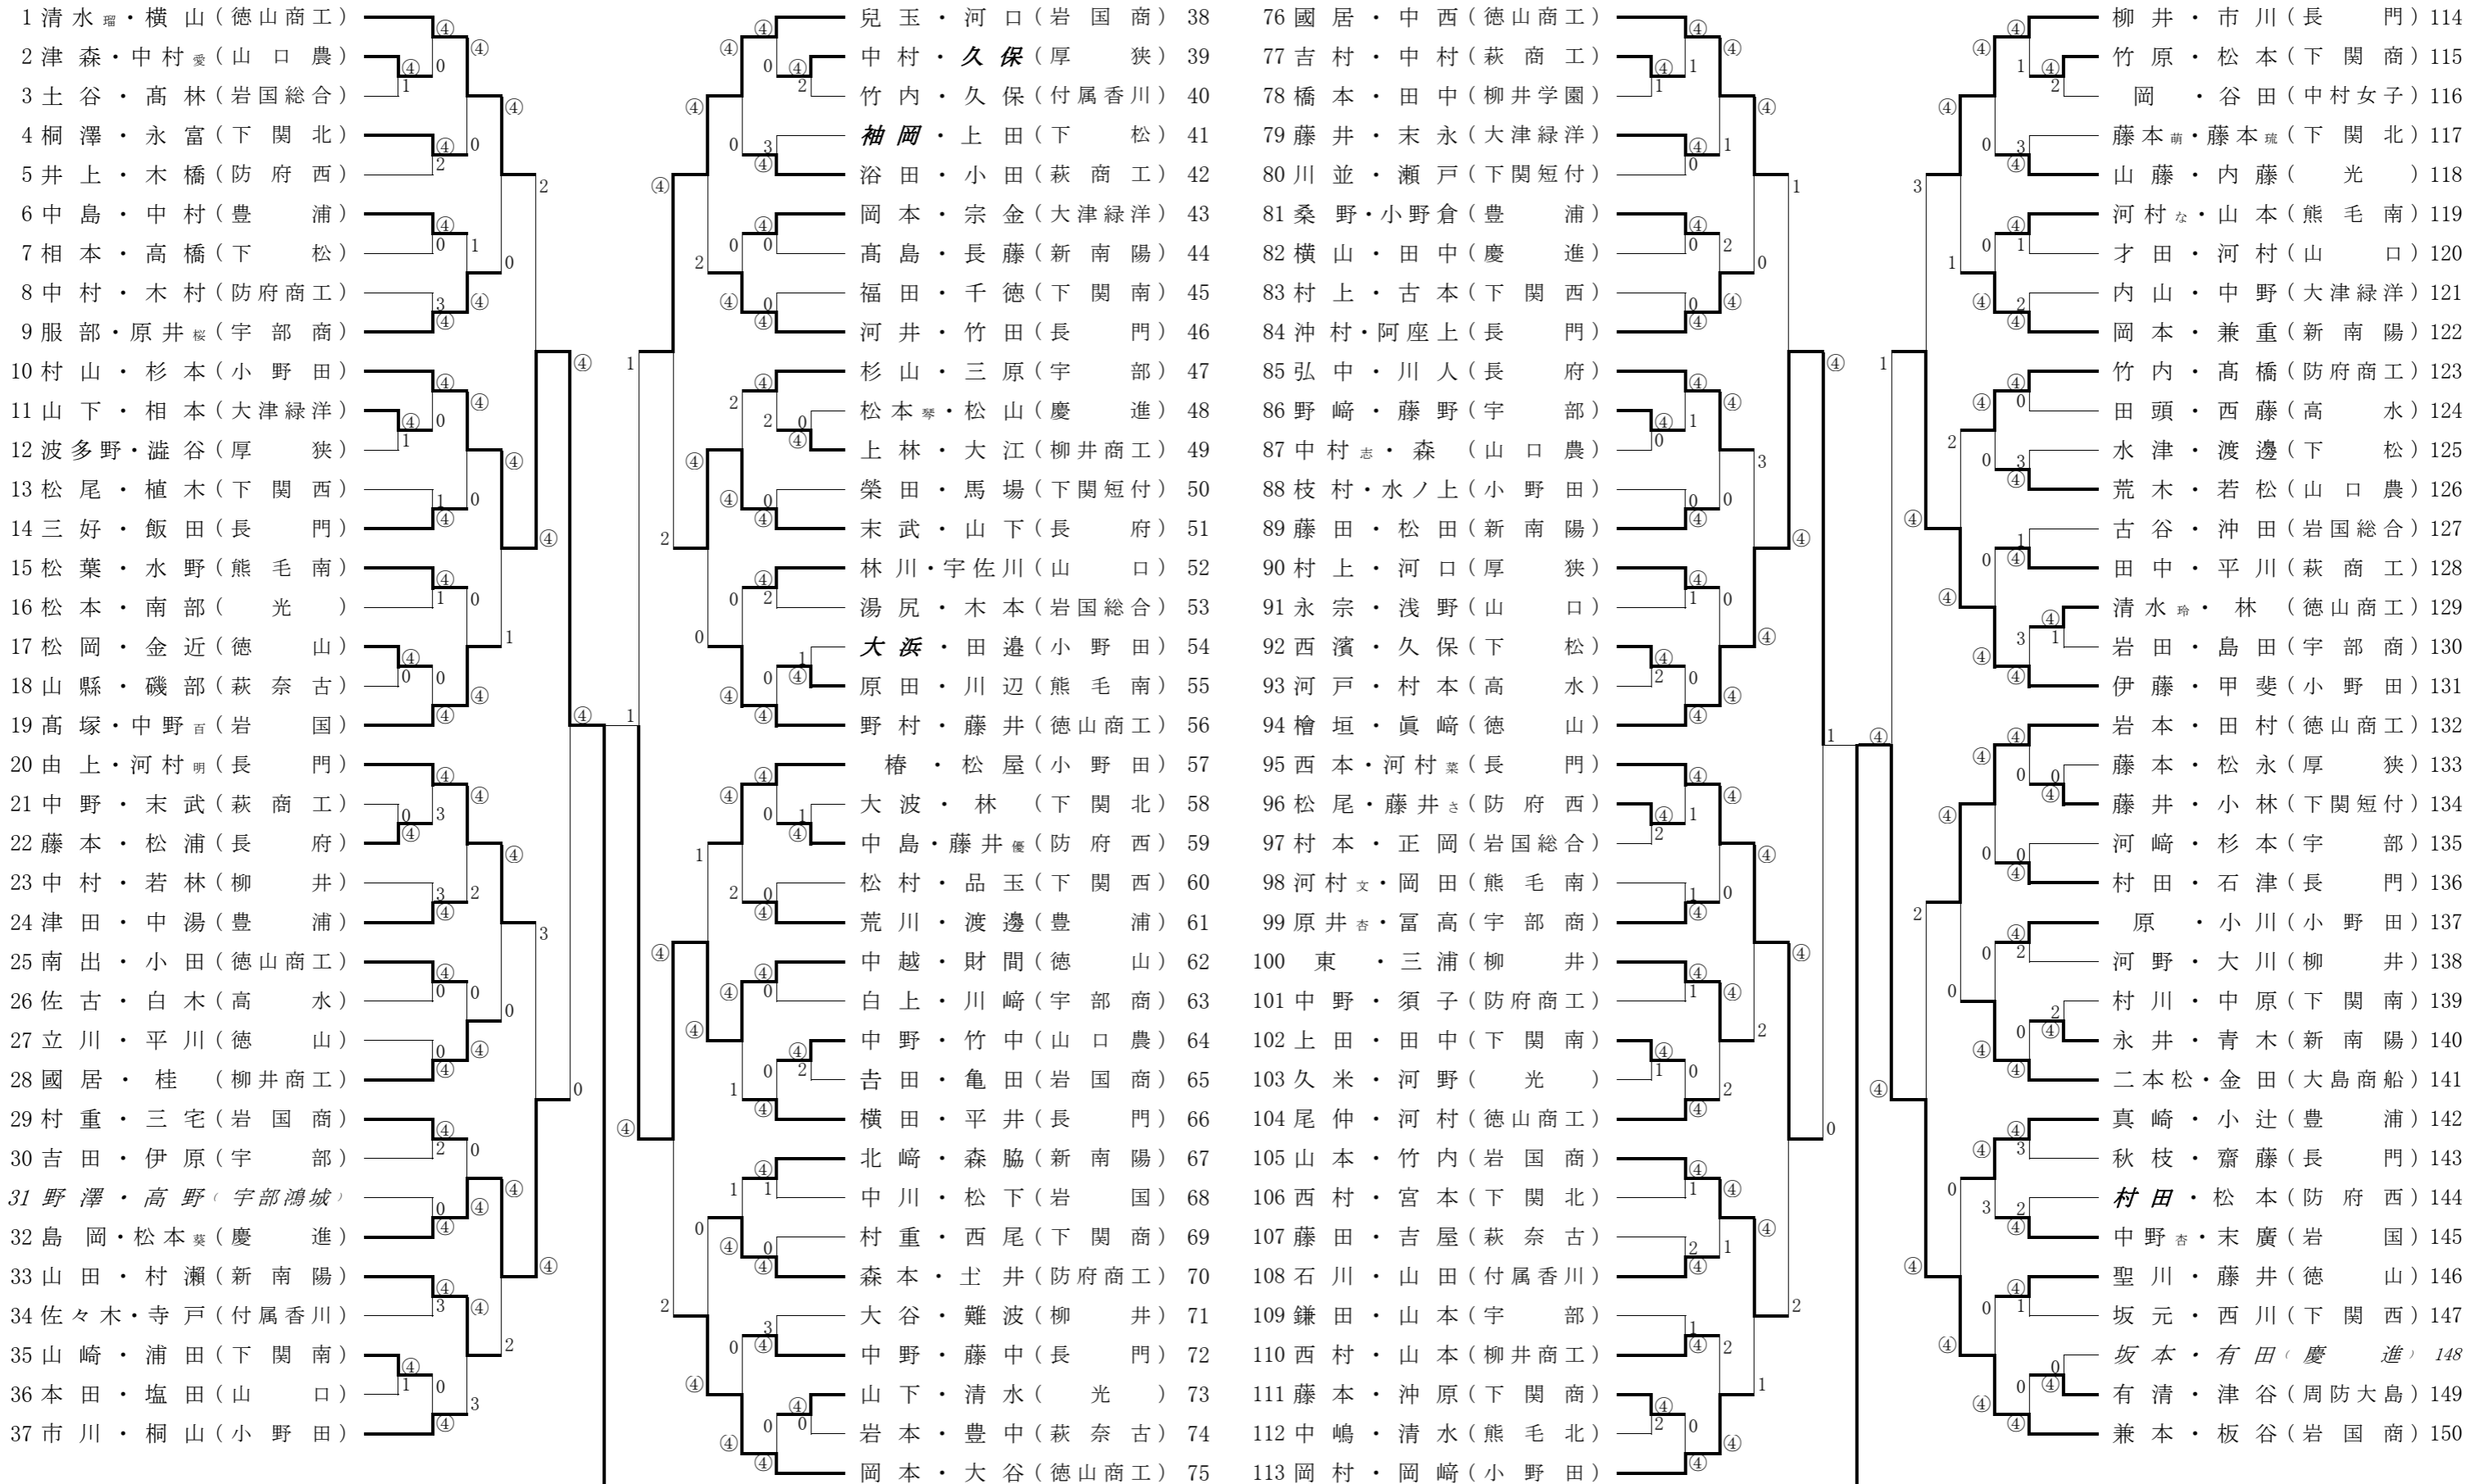 1 清水瑠・横山(徳山商工)
2 津森・中村愛(山口農)
3 土谷・髙林(岩国総合)
4 桐澤・永富(下関北)
5 井上・木橋(防府西)
6 中島・中村(豊浦)
7 相本・高橋(下松)
8 中村・木村(防府商工)
9 服部・原井桜(宇部商)
10 村山・杉本(小野田)
11 山下・相本(大津緑洋)
12 波多野・澁谷(厚狭)
13 松尾・植木(下関西)
14 三好・飯田(長門)
15 松葉・水野(熊毛南)
16 松本・南部(光)
17 松岡・金近(徳山)
18 山縣・磯部(萩奈古)
19 髙塚・中野百(岩国)
20 由上・河村明(長門)
21 中野・末武(萩商工)
22 藤本・松浦(長府)
23 中村・若林(柳井)
24 津田・中湯(豊浦)
25 南出・小田(徳山商工)
26 佐古・白木(高水)
27 立川・平川(徳山)
28 國居・桂(柳井商工)
29 村重・三宅(岩国商)
30 吉田・伊原(宇部)
31 野澤・高野(宇部鴻城)
32 島岡・松本葵(慶進)
33 山田・村瀬(新南陽)
34 佐々木・寺戸(付属香川)
35 山崎・浦田(下関南)
36 本田・塩田(山口)
37 市川・桐山(小野田)
兒玉・河口(岩国商) 38
中村・久保(厚狭) 39
竹内・久保(付属香川) 40
袖岡・上田(下松) 41
浴田・小田(萩商工) 42
岡本・宗金(大津緑洋) 43
髙島・長藤(新南陽) 44
福田・千徳(下関南) 45
河井・竹田(長門) 46
杉山・三原(宇部) 47
松本琴・松山(慶進) 48
上林・大江(柳井商工) 49
榮田・馬場(下関短付) 50
末武・山下(長府) 51
林川・宇佐川(山口) 52
湯尻・木本(岩国総合) 53
大浜・田邉(小野田) 54
原田・川辺(熊毛南) 55
野村・藤井(徳山商工) 56
椿・松屋(小野田) 57
大波・林(下関北) 58
中島・藤井優(防府西) 59
松村・品玉(下関西) 60
荒川・渡邊(豊浦) 61
中越・財間(徳山) 62
白上・川﨑(宇部商) 63
中野・竹中(山口農) 64
𠮷田・亀田(岩国商) 65
横田・平井(長門) 66
北﨑・森脇(新南陽) 67
中川・松下(岩国) 68
村重・西尾(下関商) 69
森本・𡈽井(防府商工) 70
大谷・難波(柳井) 71
中野・藤中(長門) 72
山下・清水(光) 73
岩本・豊中(萩奈古) 74
岡本・大谷(徳山商工) 75
76 國居・中西(徳山商工)
77 吉村・中村(萩商工)
78 橋本・田中(柳井学園)
79 藤井・末永(大津緑洋)
80 川並・瀬戸(下関短付)
81 桑野・小野倉(豊浦)
82 横山・田中(慶進)
83 村上・古本(下関西)
84 沖村・阿座上(長門)
85 弘中・川人(長府)
86 野﨑・藤野(宇部)
87 中村志・森(山口農)
88 枝村・水ノ上(小野田)
89 藤田・松田(新南陽)
90 村上・河口(厚狭)
91 永宗・浅野(山口)
92 西濱・久保(下松)
93 河戸・村本(高水)
94 檜垣・眞﨑(徳山)
95 西本・河村菜(長門)
96 松尾・藤井さ(防府西)
97 村本・正岡(岩国総合)
98 河村文・岡田(熊毛南)
99 原井杏・冨高(宇部商)
100 東・三浦(柳井)
101 中野・須子(防府商工)
102 上田・田中(下関南)
103 久米・河野(光)
104 尾仲・河村(徳山商工)
105 山本・竹内(岩国商)
106 西村・宮本(下関北)
107 藤田・吉屋(萩奈古)
108 石川・山田(付属香川)
109 鎌田・山本(宇部)
110 西村・山本(柳井商工)
111 藤本・沖原(下関商)
112 中嶋・清水(熊毛北)
113 岡村・岡﨑(小野田)
柳井・市川(長門) 114
竹原・松本(下関商) 115
岡・谷田(中村女子) 116
藤本萌・藤本琉(下関北) 117
山藤・内藤(光) 118
河村な・山本(熊毛南) 119
才田・河村(山口) 120
内山・中野(大津緑洋) 121
岡本・兼重(新南陽) 122
竹内・髙橋(防府商工) 123
田頭・西藤(高水) 124
水津・渡邊(下松) 125
荒木・若松(山口農) 126
古谷・沖田(岩国総合) 127
田中・平川(萩商工) 128
清水玲・林(徳山商工) 129
岩田・島田(宇部商) 130
伊藤・甲斐(小野田) 131
岩本・田村(徳山商工) 132
藤本・松永(厚狭) 133
藤井・小林(下関短付) 134
河﨑・杉本(宇部) 135
村田・石津(長門) 136
原・小川(小野田) 137
河野・大川(柳井) 138
村川・中原(下関南) 139
永井・青木(新南陽) 140
二本松・金田(大島商船) 141
真崎・小辻(豊浦) 142
秋枝・齋藤(長門) 143
村田・松本(防府西) 144
中野杏・末廣(岩国) 145
聖川・藤井(徳山) 146
坂元・西川(下関西) 147
坂本・有田(慶進) 148
有清・津谷(周防大島) 149
兼本・板谷(岩国商) 150